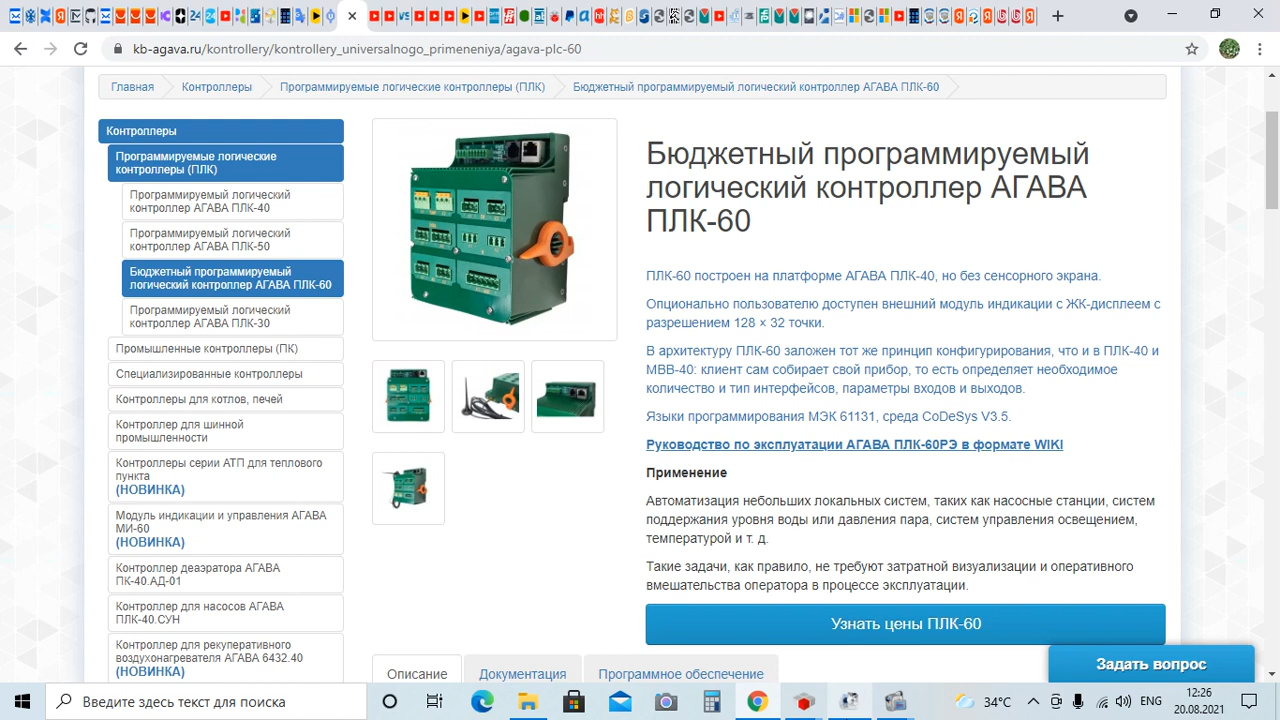 kb-agava.ru/kontrollery/kontrollery_universalnogo_primeneniya/agava-plc-60
Главная
Контроллеры
Программируемые логические контроллеры (ПЛК)
Бюджетный программируемый логический контроллер АГАВА ПЛК-60
Контроллеры
Программируемые логические
контроллеры (ПЛК)
Программируемый логический
контроллер АГАВА ПЛК-40
Программируемый логический
контроллер АГАВА ПЛК-50
Бюджетный программируемый
логический контроллер АГАВА ПЛК-60
Программируемый логический
контроллер АГАВА ПЛК-30
Промышленные контроллеры (ПК)
Специализированные контроллеры
Контроллеры для котлов, печей
Контроллер для шинной
промышленности
Контроллеры серии АТП для теплового
пункта
(НОВИНКА)
Модуль индикации и управления АГАВА
МИ-60
(НОВИНКА)
Контроллер деаэратора АГАВА
ПК-40.АД-01
Контроллер для насосов АГАВА
ПЛК-40.СУН
Контроллер для рекуперативного
воздухонагревателя АГАВА 6432.40
(НОВИНКА)
Бюджетный программируемый
логический контроллер АГАВА
ПЛК-60
ПЛК-60 построен на платформе АГАВА ПЛК-40, но без сенсорного экрана.
Опционально пользователю доступен внешний модуль индикации с ЖК-дисплеем с
разрешением 128 × 32 точки.
В архитектуру ПЛК-60 заложен тот же принцип конфигурирования, что и в ПЛК-40 и
МВВ-40: клиент сам собирает свой прибор, то есть определяет необходимое
количество и тип интерфейсов, параметры входов и выходов.
Языки программирования МЭК 61131, среда CoDeSys V3.5.
Руководство по эксплуатации АГАВА ПЛК-60РЭ в формате WIKI
Применение
Автоматизация небольших локальных систем, таких как насосные станции, систем
поддержания уровня воды или давления пара, систем управления освещением,
температурой и т. д.
Такие задачи, как правило, не требуют затратной визуализации и оперативного
вмешательства оператора в процессе эксплуатации.
Узнать цены ПЛК-60
Описание
Документация
Программное обеспечение
Задать вопрос
Введите здесь текст для поиска
34°C
ENG
12:26
20.08.2021